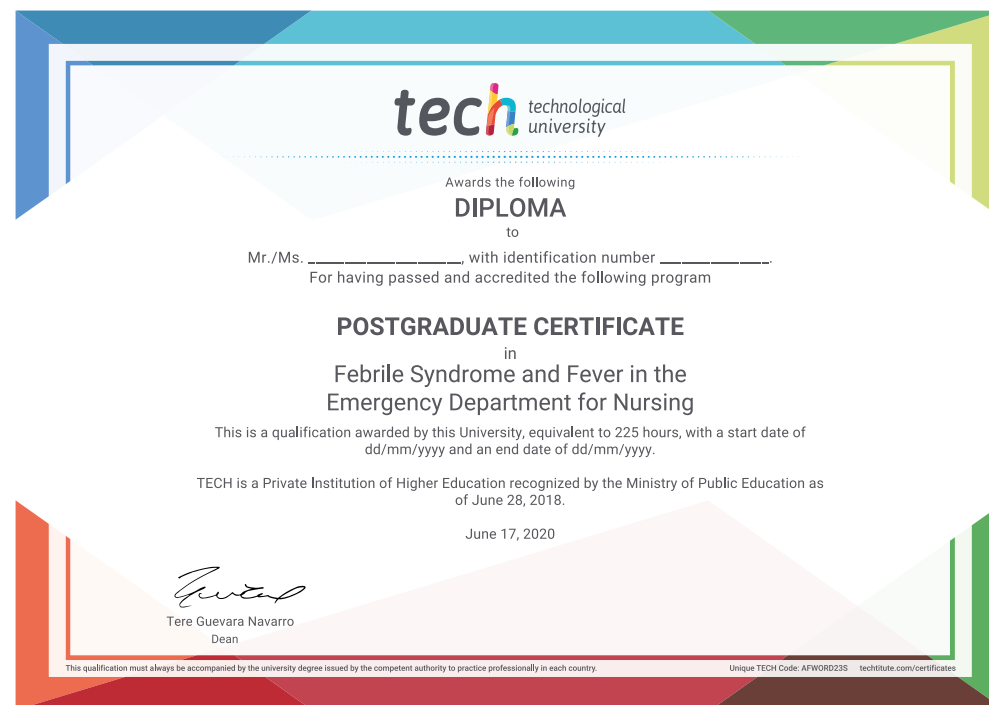 tech technological
university
Awards the following
DIPLOMA
to
Mr./Ms. ____________________, with identification number ______________.
For having passed and accredited the following program
POSTGRADUATE CERTIFICATE
in
Febrile Syndrome and Fever in the
Emergency Department for Nursing
This is a qualification awarded by this University, equivalent to 225 hours, with a start date of
dd/mm/yyyy and an end date of dd/mm/yyyy.
TECH is a Private Institution of Higher Education recognized by the Ministry of Public Education as
of June 28, 2018.
June 17, 2020
Tere Guevara Navarro
Dean
This qualification must always be accompanied by the university degree issued by the competent authority to practice professionally in each country.
Unique TECH Code: AFWORD23S techtitute.com/certificates